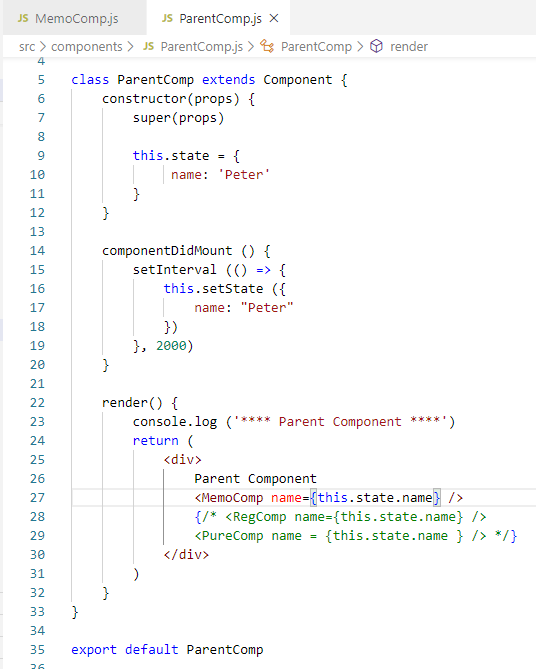 JS MemoComp.js JS ParentComp.js ×
src > components > JS ParentComp.js > ParentComp > render
4
5 class ParentComp extends Component {
6 constructor(props) {
7 super(props)
8
9 this.state = {
10 name: 'Peter'
11 }
12 }
13
14 componentDidMount () {
15 setInterval (() => {
16 this.setState ({
17 name: "Peter"
18 })
19 }, 2000)
20 }
21
22 render() {
23 console.log ('**** Parent Component ****')
24 return (
25 <div>
26 Parent Component
27 <MemoComp name={this.state.name} />
28 {/* <RegComp name={this.state.name} />
29 <PureComp name = {this.state.name } /> */}
30 </div>
31 )
32 }
33 }
34
35 export default ParentComp
36